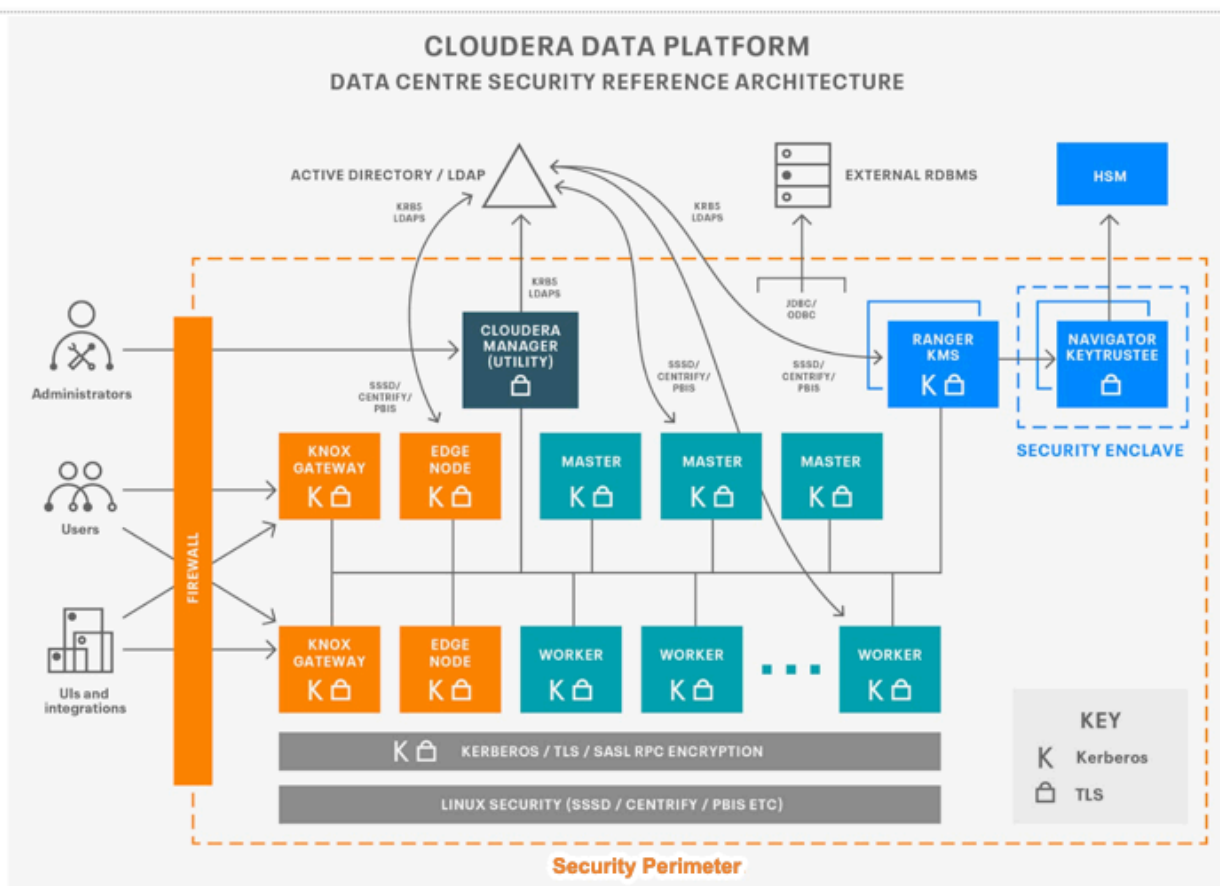 CLOUDERA DATA PLATFORM
DATA CENTRE SECURITY REFERENCE ARCHITECTURE
ACTIVE DIRECTORY / LDAP
EXTERNAL RDBMS
HSM
KRB5
LDAPS
KRB5
LDAPS
KRB5
LDAPS
JDBC/
ODBC
Administrators
CLOUDERA
MANAGER
(UTILITY)
RANGER
KMS
K
NAVIGATOR
KEYTRUSTEE
SSSD/
CENTRIFY/
PBIS
SSSD/
CENTRIFY/
PBIS
SSSD/
CENTRIFY/
PBIS
SECURITY ENCLAVE
Users
FIREWALL
KNOX
GATEWAY
K
EDGE
NODE
K
MASTER
K
MASTER
K
MASTER
K
UIs and
integrations
KNOX
GATEWAY
K
EDGE
NODE
K
WORKER
K
WORKER
K
WORKER
K
K KERBEROS / TLS / SASL RPC ENCRYPTION
LINUX SECURITY (SSSD / CENTRIFY / PBIS ETC)
KEY
K Kerberos
TLS
Security Perimeter